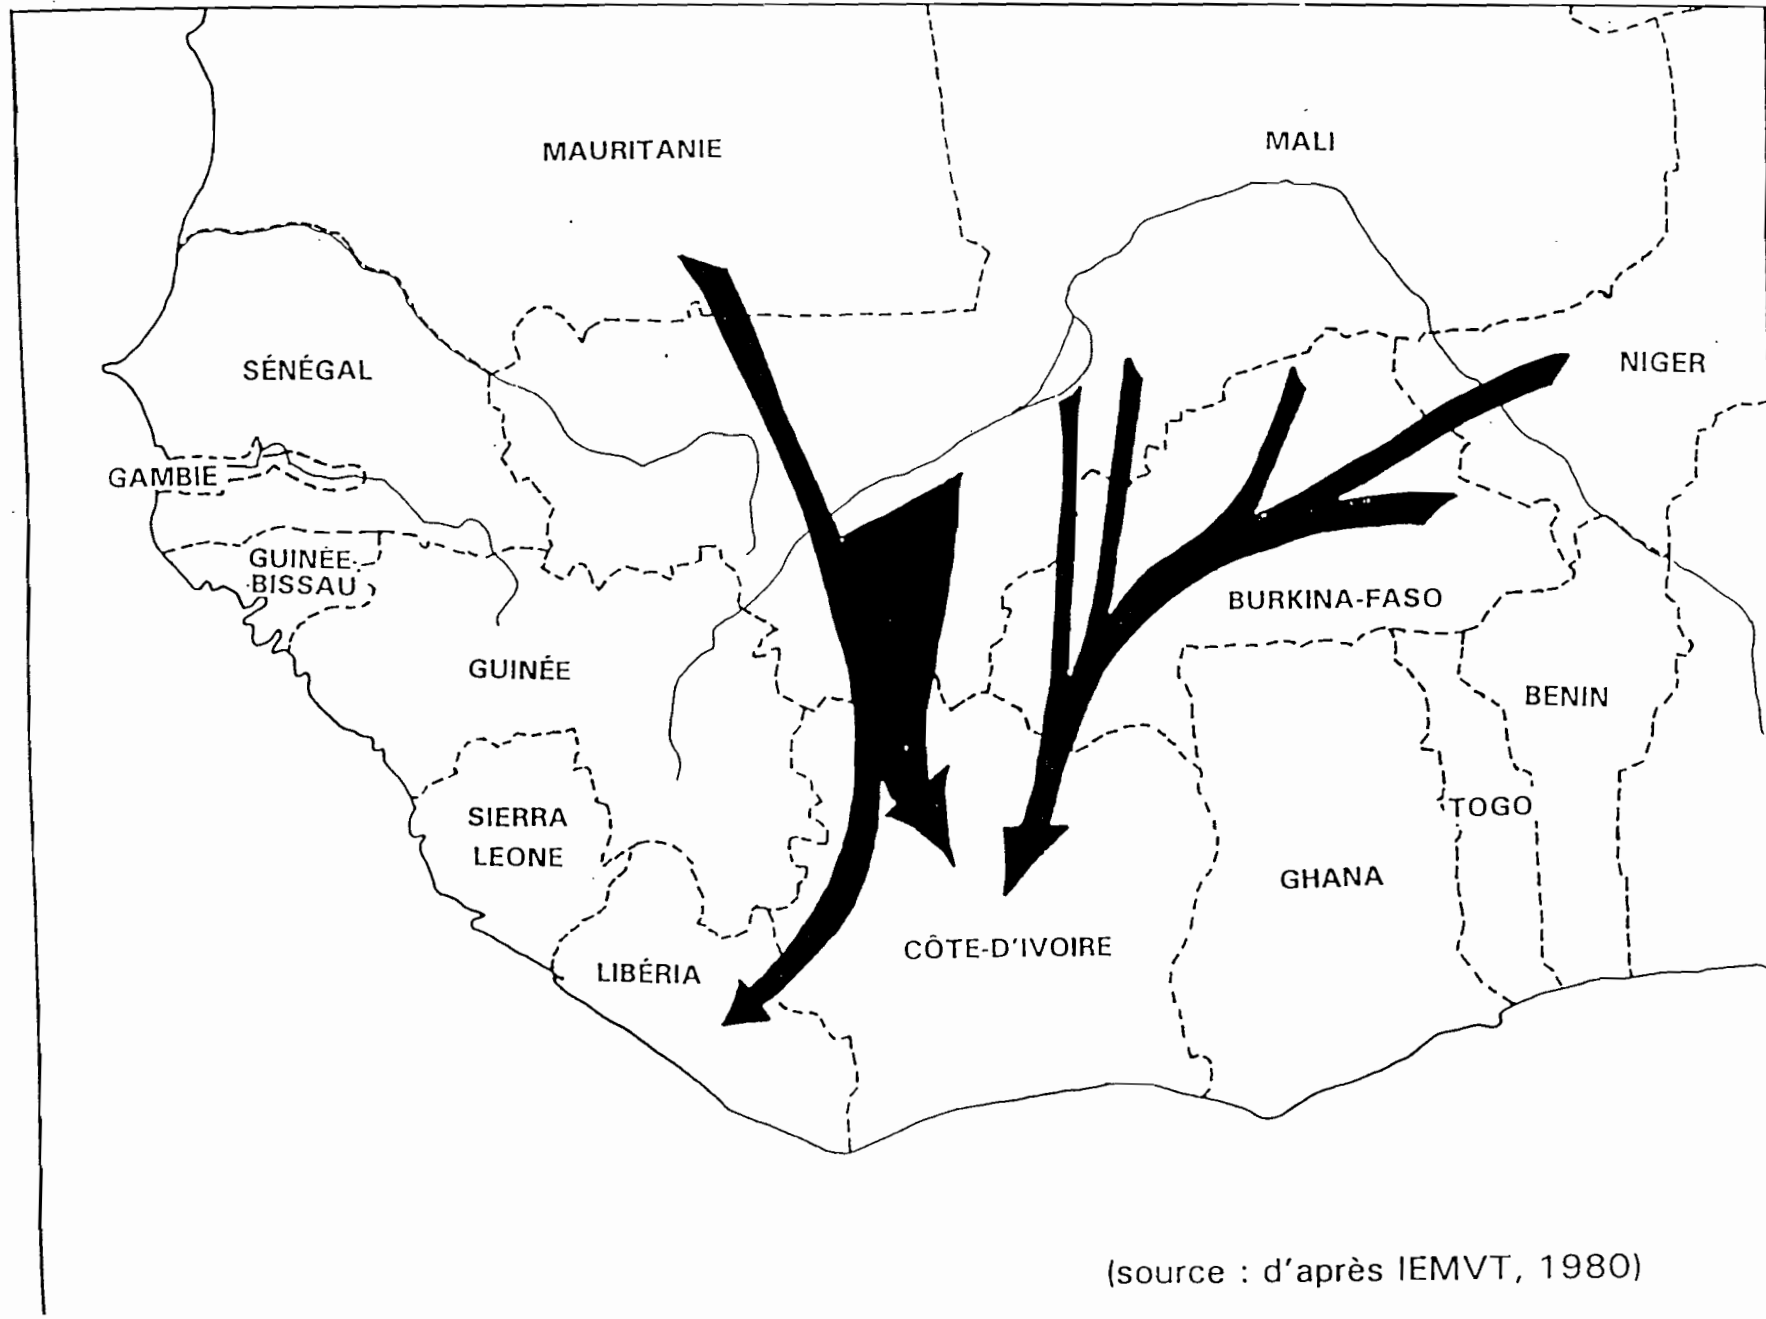 MAURITANIE
MALI
SÉNÉGAL
NIGER
GAMBIE
GUINÉE-
BISSAU
BURKINA-FASO
GUINÉE
BENIN
SIERRA
LEONE
TOGO
GHANA
CÔTE-D'IVOIRE
LIBÉRIA
(source : d'après IEMVT, 1980)